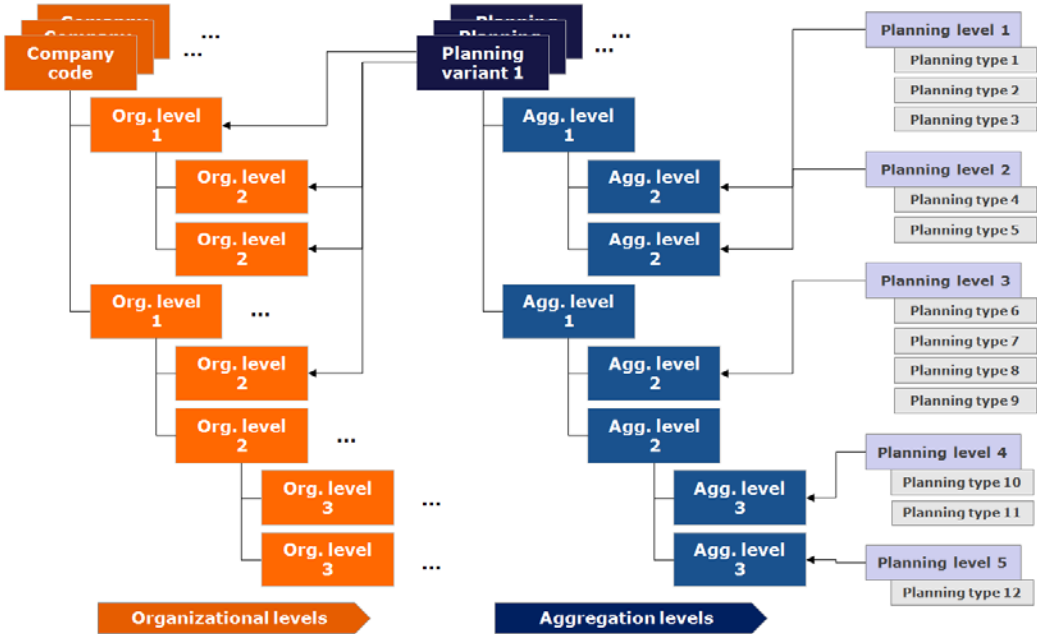 Company
Company
Company
code
...
...
Org. level
1
Org. level
2
Org. level
2
Org. level
1
...
Org. level
2
Org. level
2
...
Org. level
3
...
Org. level
3
...
Organizational levels
Planning
Planning
Planning
variant 1
...
...
Agg. level
1
Agg. level
2
Agg. level
2
Agg. level
1
Agg. level
2
Agg. level
2
Agg. level
3
Agg. level
3
Aggregation levels
Planning level 1
Planning type 1
Planning type 2
Planning type 3
Planning level 2
Planning type 4
Planning type 5
Planning level 3
Planning type 6
Planning type 7
Planning type 8
Planning type 9
Planning level 4
Planning type 10
Planning type 11
Planning level 5
Planning type 12